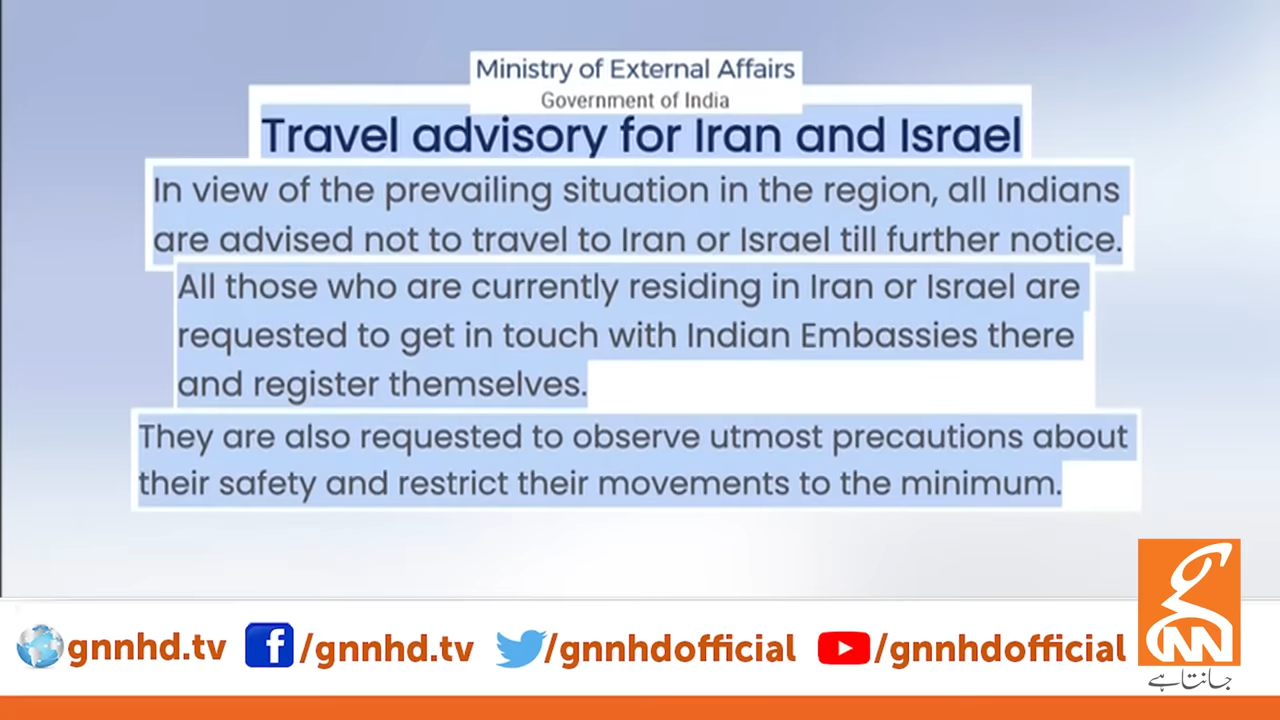 Ministry of External Affairs
Government of India
Travel advisory for Iran and Israel
In view of the prevailing situation in the region, all Indians
are advised not to travel to Iran or Israel till further notice.
All those who are currently residing in Iran or Israel are
requested to get in touch with Indian Embassies there
and register themselves.
They are also requested to observe utmost precautions about
their safety and restrict their movements to the minimum.
gnnhd.tv /gnnhd.tv /gnnhdofficial /gnnhdofficial
GNN
جانتا ہے